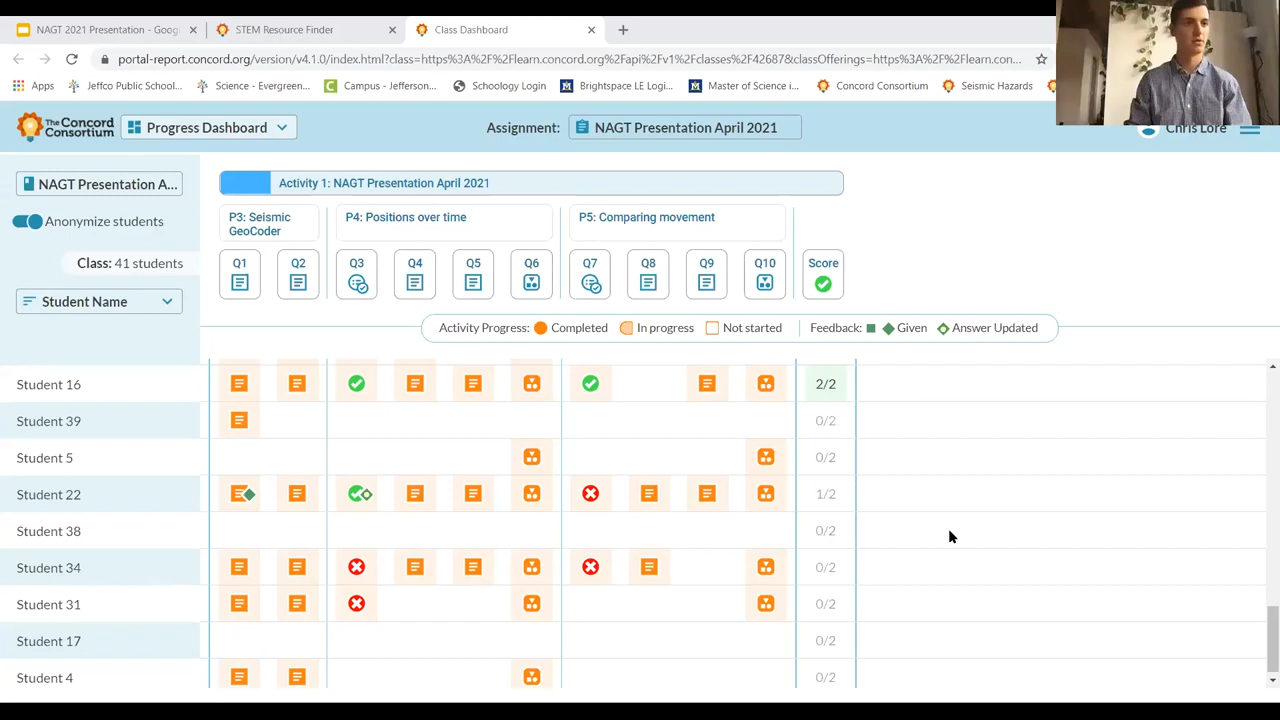 NAGT 2021 Presentation - Goog
STEM Resource Finder
Class Dashboard
portal-report.concord.org/version/v4.1.0/index.html?class=https%3A%2F%2Flearn.concord.org%2Fapi%2Fv1%2Fclasses%2F42687&classOfferings=https%3A%2F%2Flearn.con...
Apps
Jeffco Public School...
Science - Evergreen...
Campus - Jefferson...
Schoology Login
Brightspace LE Logi...
Master of Science i...
Concord Consortium
Seismic Hazards
The Concord Consortium
Progress Dashboard
Assignment:
NAGT Presentation April 2021
Chris Lore
NAGT Presentation A...
Anonymize students
Class: 41 students
Student Name
Activity 1: NAGT Presentation April 2021
P3: Seismic
GeoCoder
P4: Positions over time
P5: Comparing movement
Q1
Q2
Q3
Q4
Q5
Q6
Q7
Q8
Q9
Q10
Score
Activity Progress: Completed In progress Not started Feedback: Given Answer Updated
Student 16 2/2
Student 39 0/2
Student 5 0/2
Student 22 1/2
Student 38 0/2
Student 34 0/2
Student 31 0/2
Student 17 0/2
Student 4 0/2